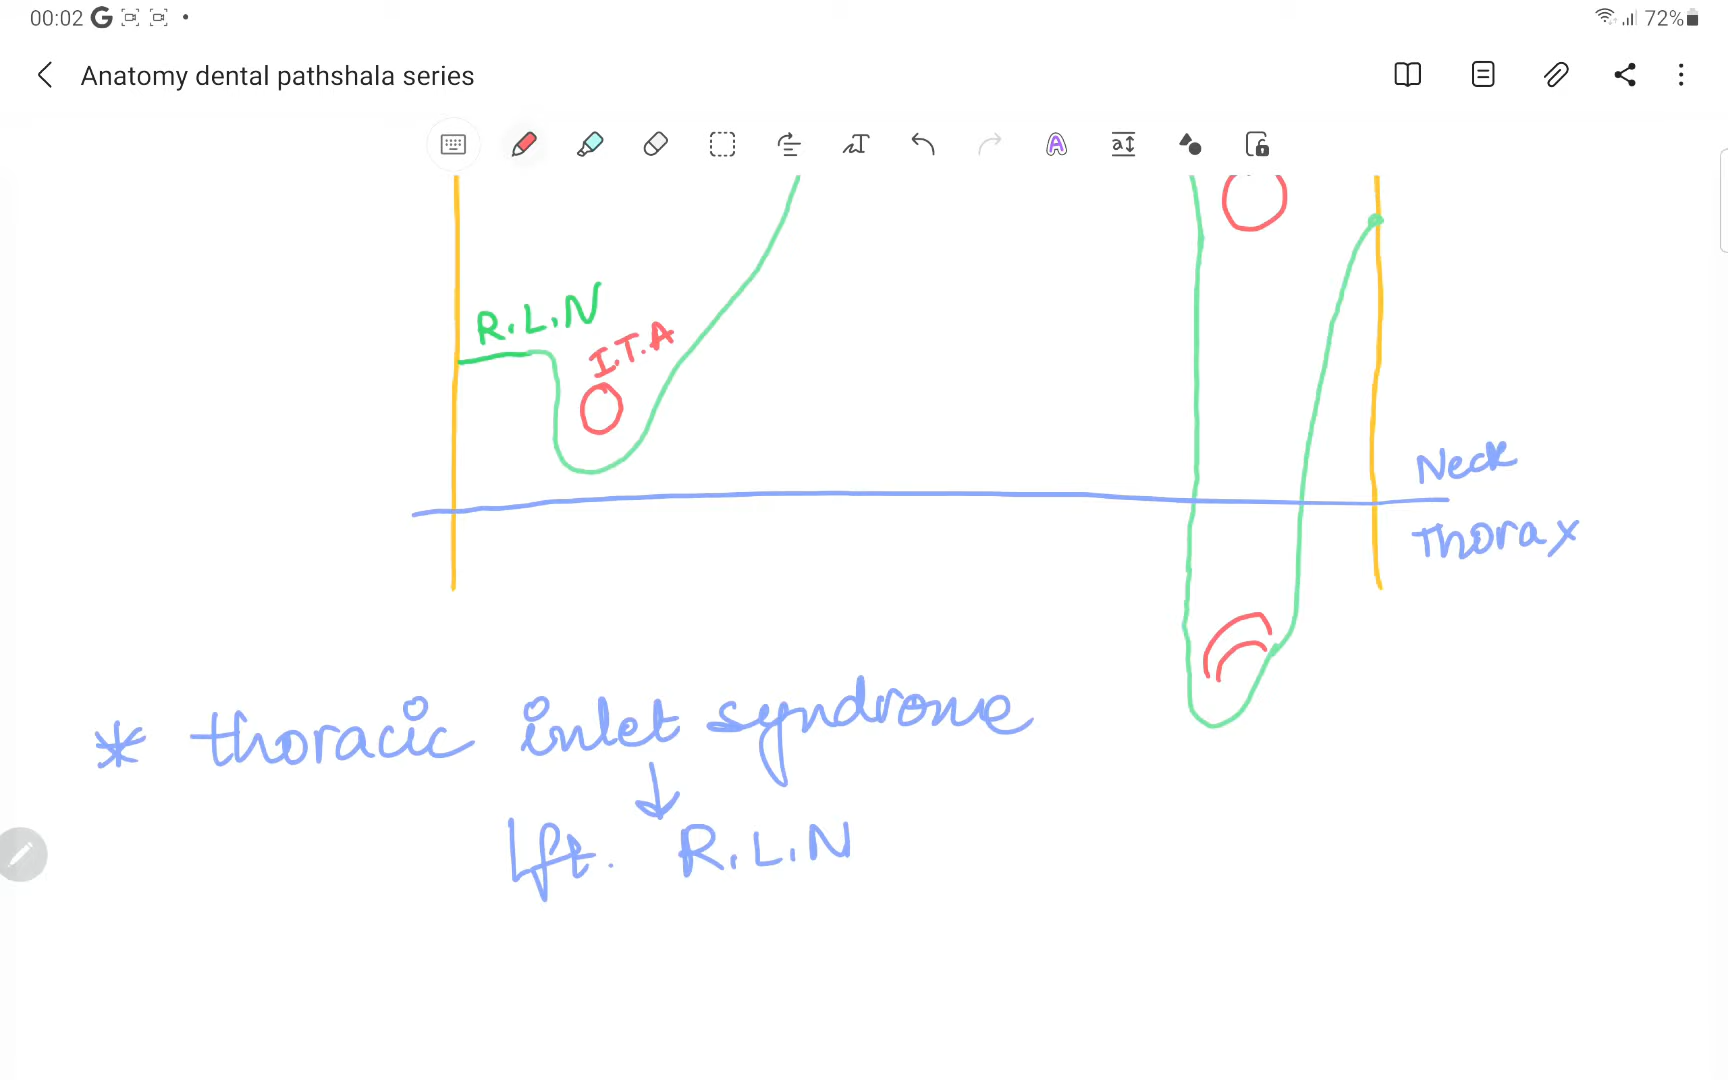 00:02 G 72%
Anatomy dental pathshala series
R.L.N
I.T.A
Neck
Thorax
* thoracic inlet syndrome
↓
lft. R.L.N